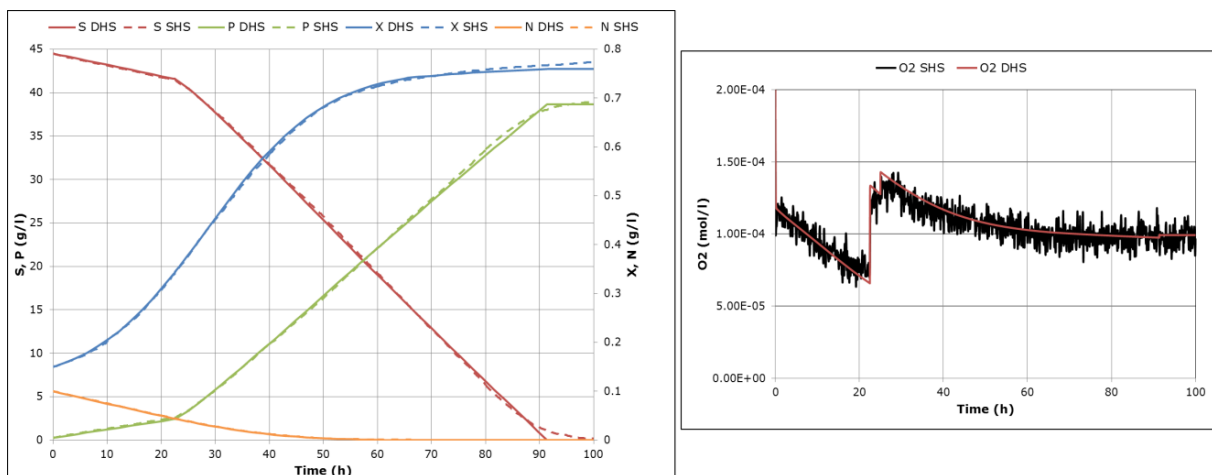 S DHS S SHS P DHS P SHS X DHS X SHS N DHS N SHS
45
40
35
30
25
20
15
10
5
0
S, P (g/l)
0.8
0.7
0.6
0.5
0.4
0.3
0.2
0.1
0
X, N (g/l)
0 10 20 30 40 50 60 70 80 90 100
Time (h)
O2 SHS O2 DHS
2.00E-04
1.50E-04
1.00E-04
5.00E-05
0.00E+00
O2 (mol/l)
0 20 40 60 80 100
Time (h)